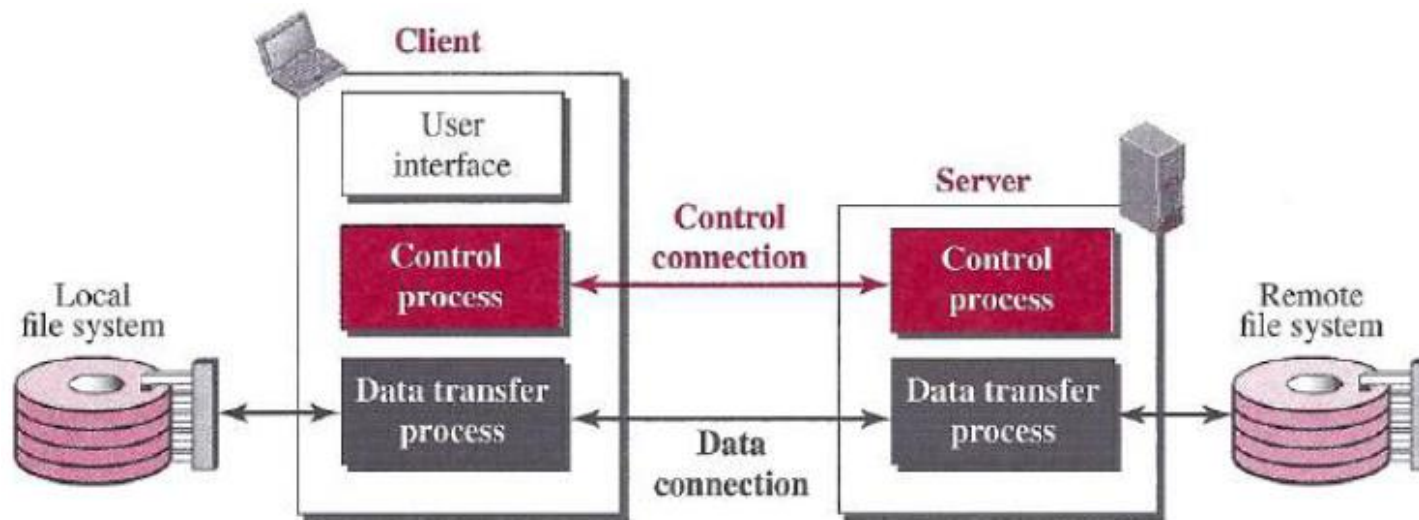 Client
User
interface
Server
Control
connection
Control
process
Control
process
Local
file system
Remote
file system
Data transfer
process
Data transfer
process
Data
connection